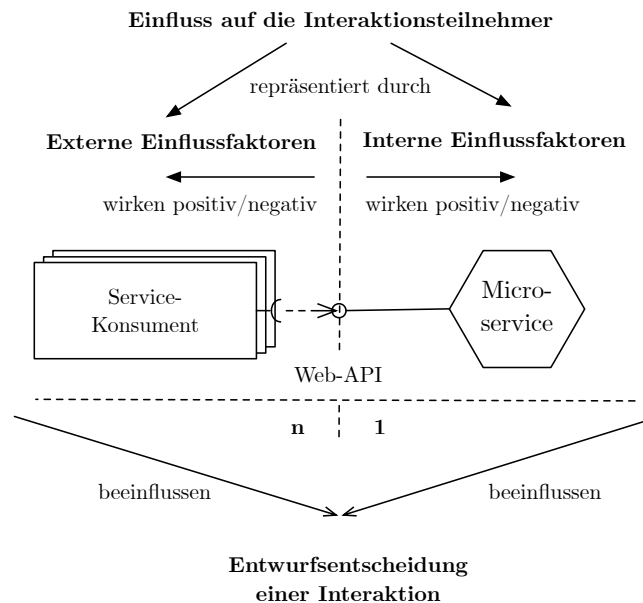 Einfluss auf die Interaktionsteilnehmer
repräsentiert durch
Externe Einflussfaktoren
Interne Einflussfaktoren
wirken positiv/negativ
wirken positiv/negativ
Service-
Konsument
Micro-
service
Web-API
n
1
beeinflussen
beeinflussen
Entwurfsentscheidung
einer Interaktion